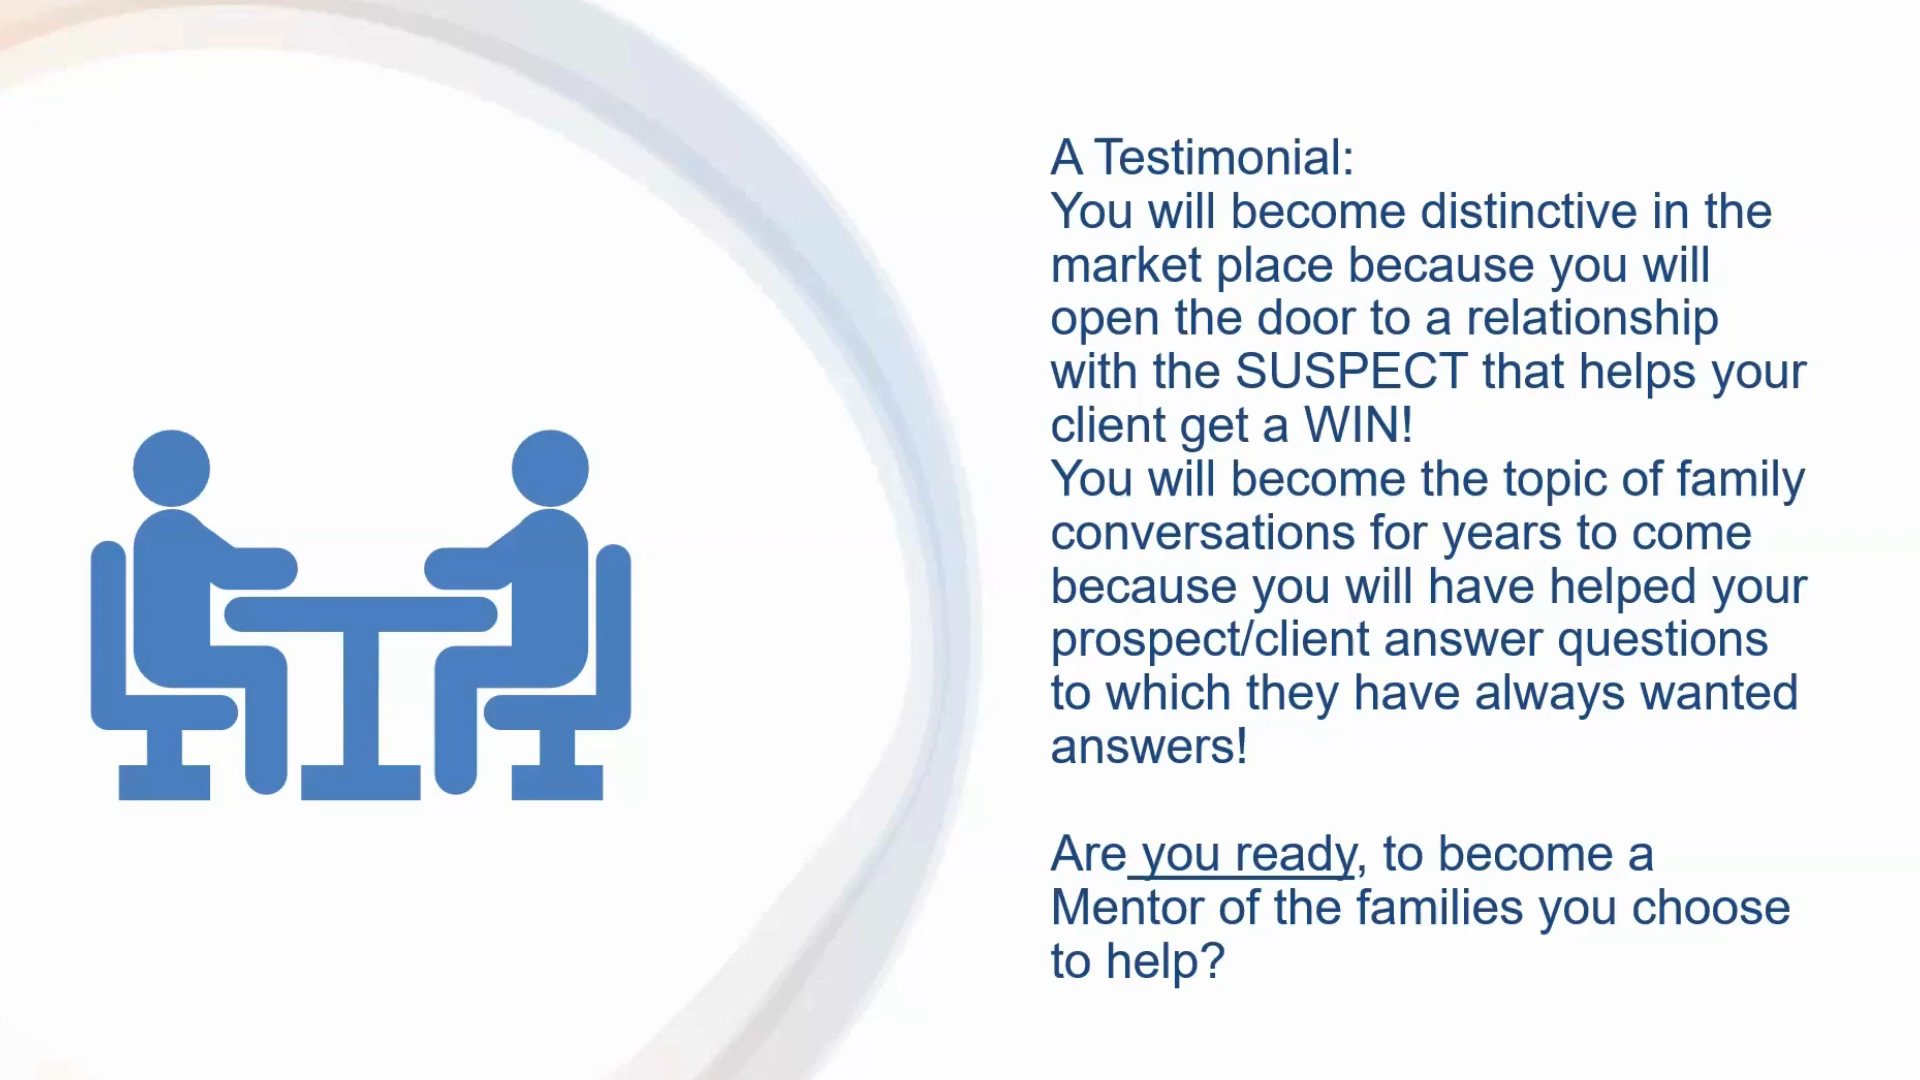 A Testimonial:
You will become distinctive in the
market place because you will
open the door to a relationship
with the SUSPECT that helps your
client get a WIN!
You will become the topic of family
conversations for years to come
because you will have helped your
prospect/client answer questions
to which they have always wanted
answers!
Are you ready, to become a
Mentor of the families you choose
to help?